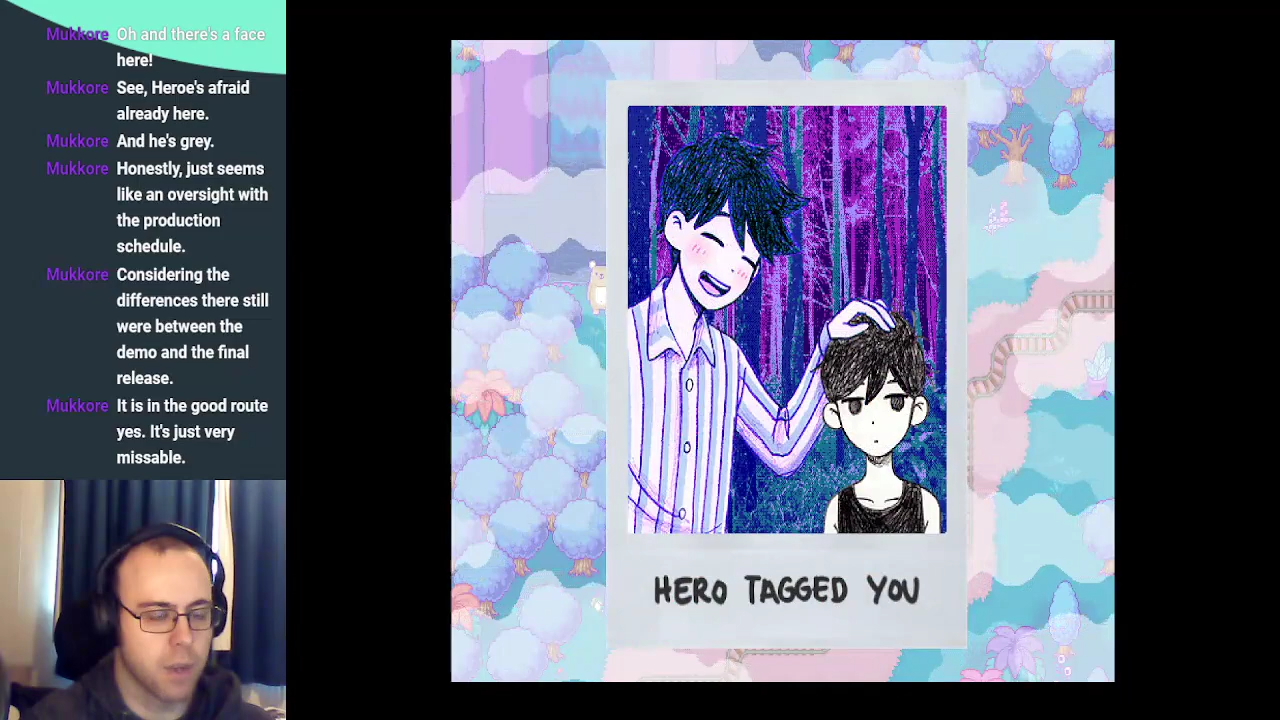 Mukkore Oh and there's a face
here!
Mukkore See, Heroe's afraid
already here.
Mukkore And he's grey.
Mukkore Honestly, just seems
like an oversight with
the production
schedule.
Mukkore Considering the
differences there still
were between the
demo and the final
release.
Mukkore It is in the good route
yes. It's just very
missable.
HERO TAGGED YOU